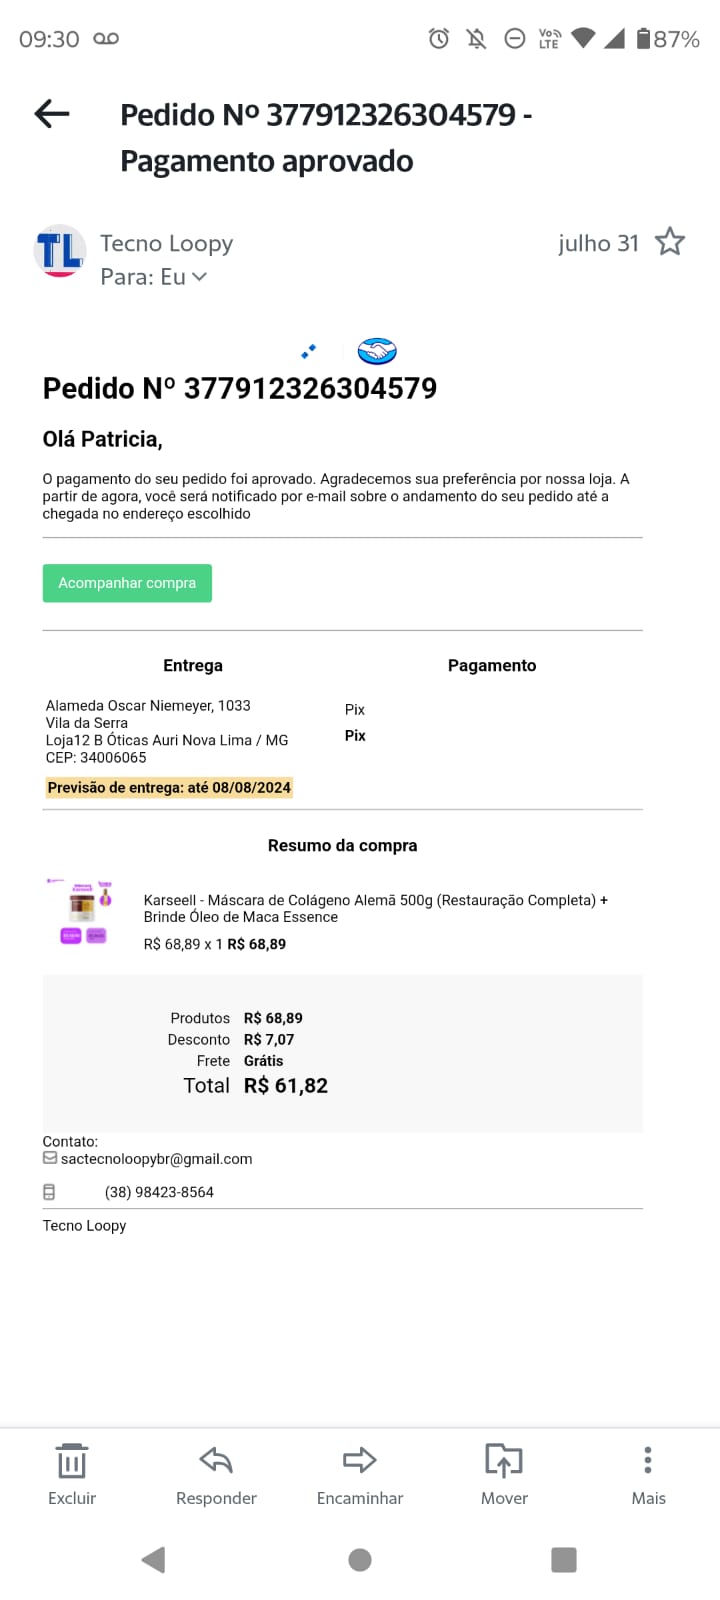 09:30
VoLTE
87%
Pedido Nº 377912326304579 -
Pagamento aprovado
TL
Tecno Loopy
julho 31
Para: Eu
Pedido Nº 377912326304579
Olá Patricia,
O pagamento do seu pedido foi aprovado. Agradecemos sua preferência por nossa loja. A
partir de agora, você será notificado por e-mail sobre o andamento do seu pedido até a
chegada no endereço escolhido
Acompanhar compra
Entrega
Pagamento
Alameda Oscar Niemeyer, 1033
Vila da Serra
Loja12 B Óticas Auri Nova Lima / MG
CEP: 34006065
Previsão de entrega: até 08/08/2024
Pix
Pix
Resumo da compra
Karseell - Máscara de Colágeno Alemã 500g (Restauração Completa) +
Brinde Óleo de Maca Essence
R$ 68,89 x 1 R$ 68,89
Produtos R$ 68,89
Desconto R$ 7,07
Frete Grátis
Total R$ 61,82
Contato:
sactecnoloopybr@gmail.com
(38) 98423-8564
Tecno Loopy
Excluir
Responder
Encaminhar
Mover
Mais